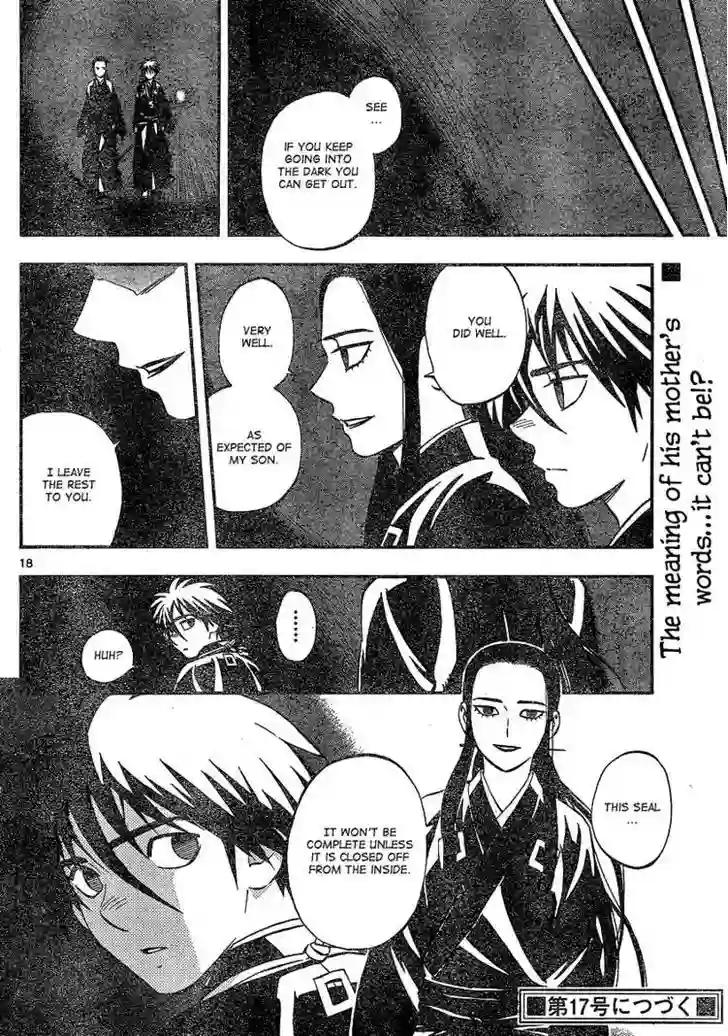 SEE
...
IF YOU KEEP
GOING INTO
THE DARK YOU
CAN GET OUT.
YOU
DID WELL.
VERY
WELL.
AS
EXPECTED OF
MY SON.
I LEAVE
THE REST
TO YOU.
The meaning of his mother's
words...it can't be!?
18
......
HUH?
THIS SEAL
...
IT WON'T BE
COMPLETE UNLESS
IT IS CLOSED OFF
FROM THE INSIDE.
■第17号につづく■